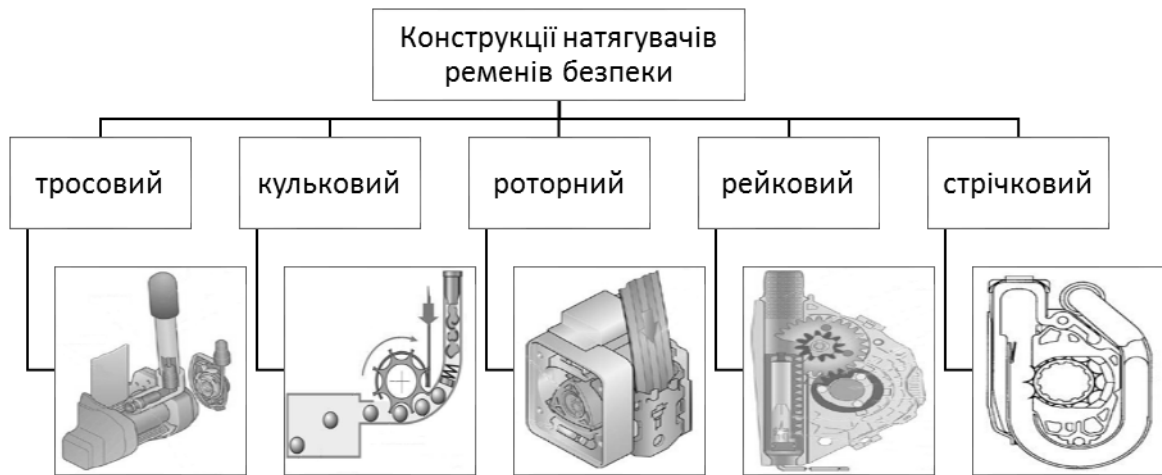 Конструкції натягувачів
ременів безпеки
тросовий
кульковий
роторний
рейковий
стрічковий